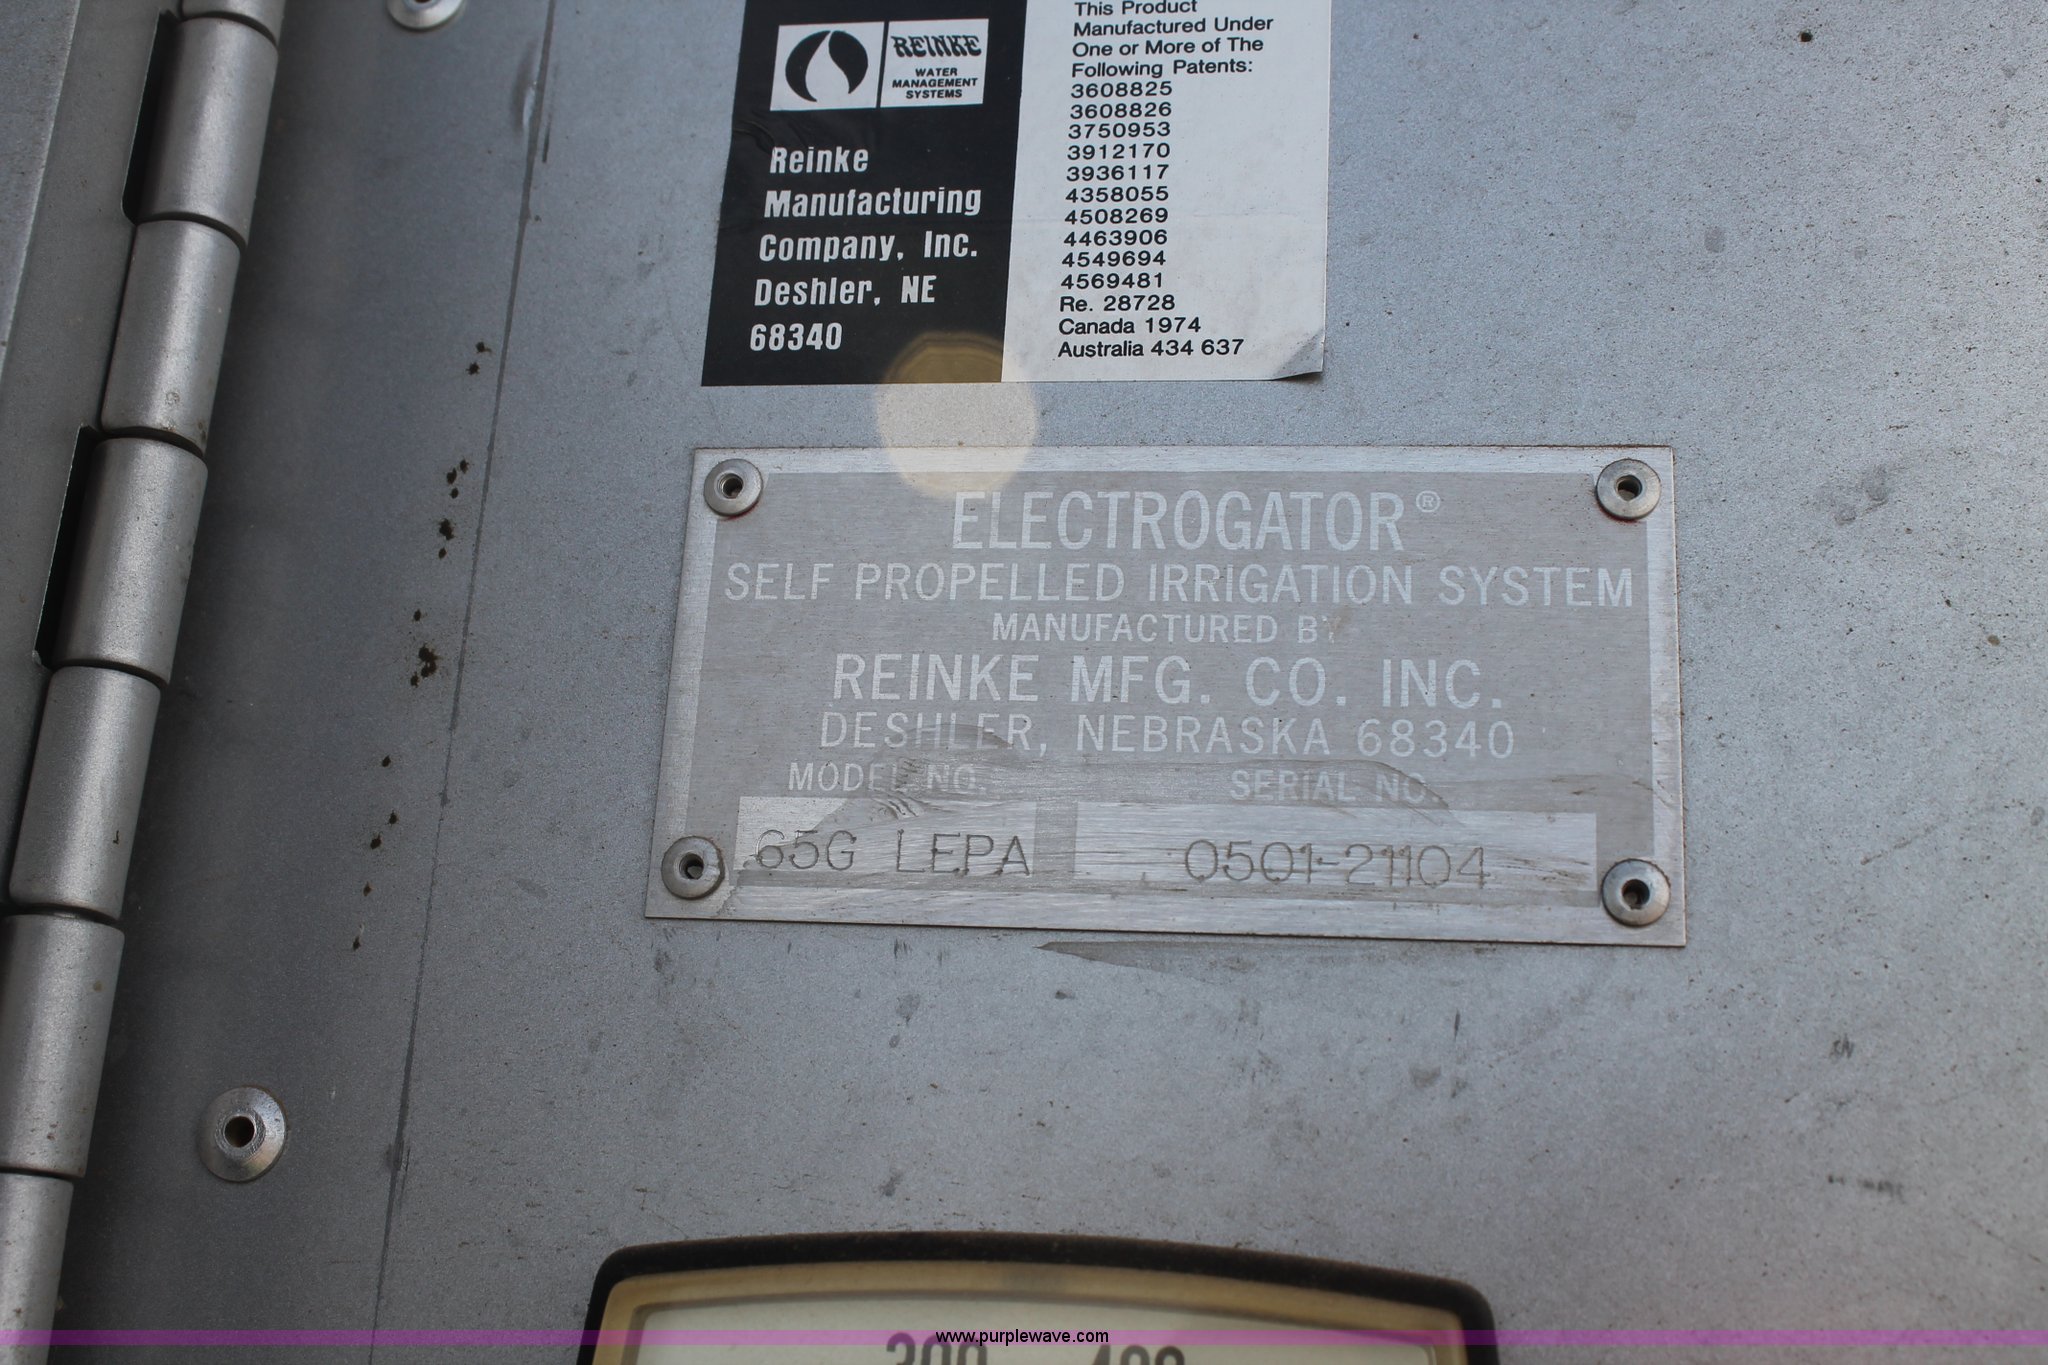 REINKE
WATER
MANAGEMENT
SYSTEMS
Reinke
Manufacturing
Company, Inc.
Deshler, NE
68340
This Product
Manufactured Under
One or More of The
Following Patents:
3608825
3608826
3750953
3912170
3936117
4358055
4508269
4463906
4549694
4569481
Re. 28728
Canada 1974
Australia 434 637
ELECTROGATOR®
SELF PROPELLED IRRIGATION SYSTEM
MANUFACTURED BY
REINKE MFG. CO. INC.
DESHLER, NEBRASKA 68340
MODEL NO. SERIAL NO.
65G LEPA 0501-21104
300 400
www.purplewave.com